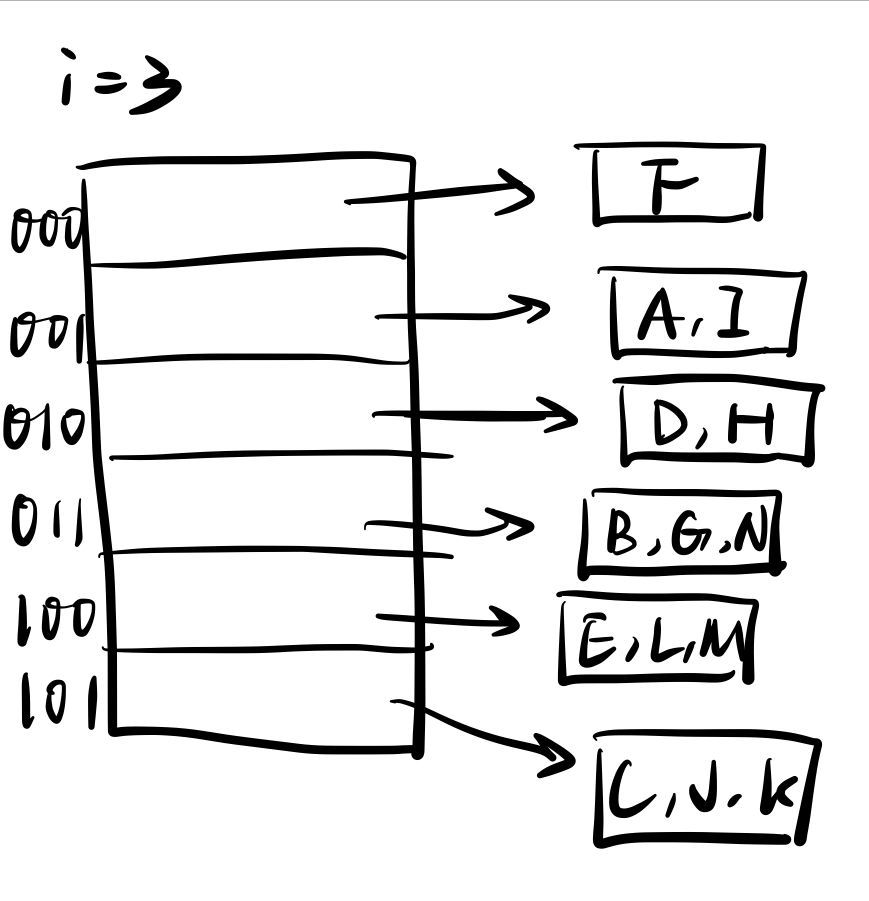 i = 3
000
F
001
A, I
010
D, H
011
B, G, N
100
E, L, M
101
C, J. K